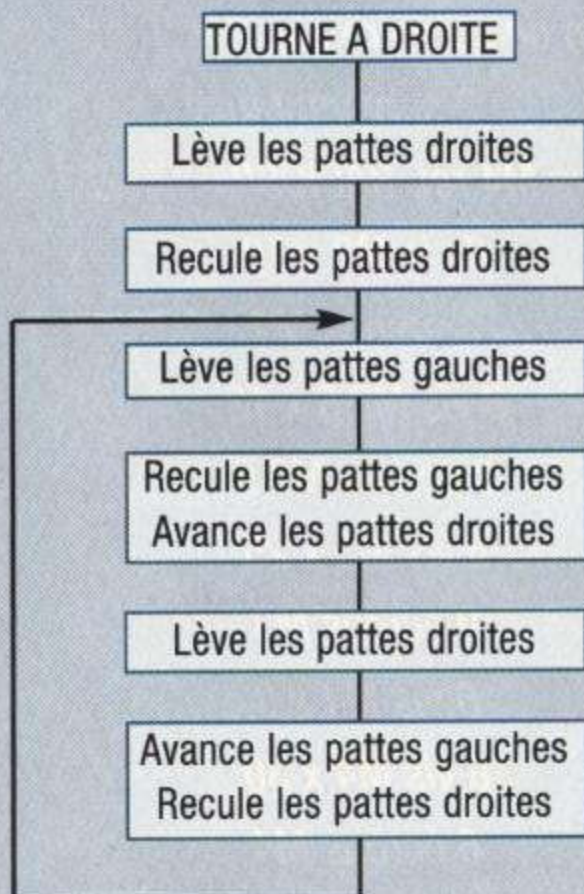 TOURNE A DROITE
Lève les pattes droites
Recule les pattes droites
Lève les pattes gauches
Recule les pattes gauches
Avance les pattes droites
Lève les pattes droites
Avance les pattes gauches
Recule les pattes droites